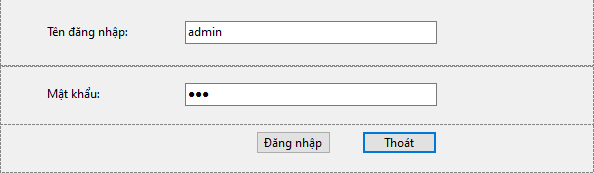 Tên đăng nhập: admin
Mật khẩu: ●●●
Đăng nhập Thoát